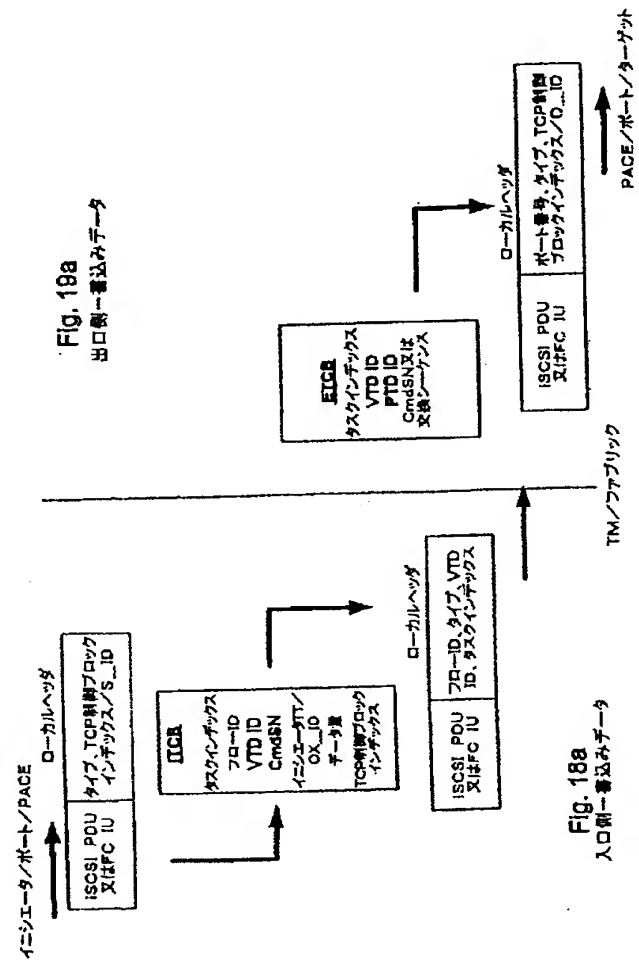 イニシエータ/ポート/PACE
ローカルヘッダ
iSCSI PDU
又はFC IU
タイプ、TCP制御ブロック
インデックス/S__ID
ITCB
タスクインデックス
フローID
VTD ID
CmdSN
イニシエータTT/
OX__ID
データ量
TCP制御ブロック
インデックス
ローカルヘッダ
iSCSI PDU
又はFC IU
フローID、タイプ、VTD
ID、タスクインデックス
Fig. 18a
入口側ー書込みデータ
TM/ファブリック
Fig. 19a
出口側ー書込みデータ
ETCB
タスクインデックス
VTD ID
PTD ID
CmdSN又は
交換シーケンス
ローカルヘッダ
iSCSI PDU
又はFC IU
ポート番号、タイプ、TCP制御
ブロックインデックス/D__ID
PACE/ポート/ターゲット